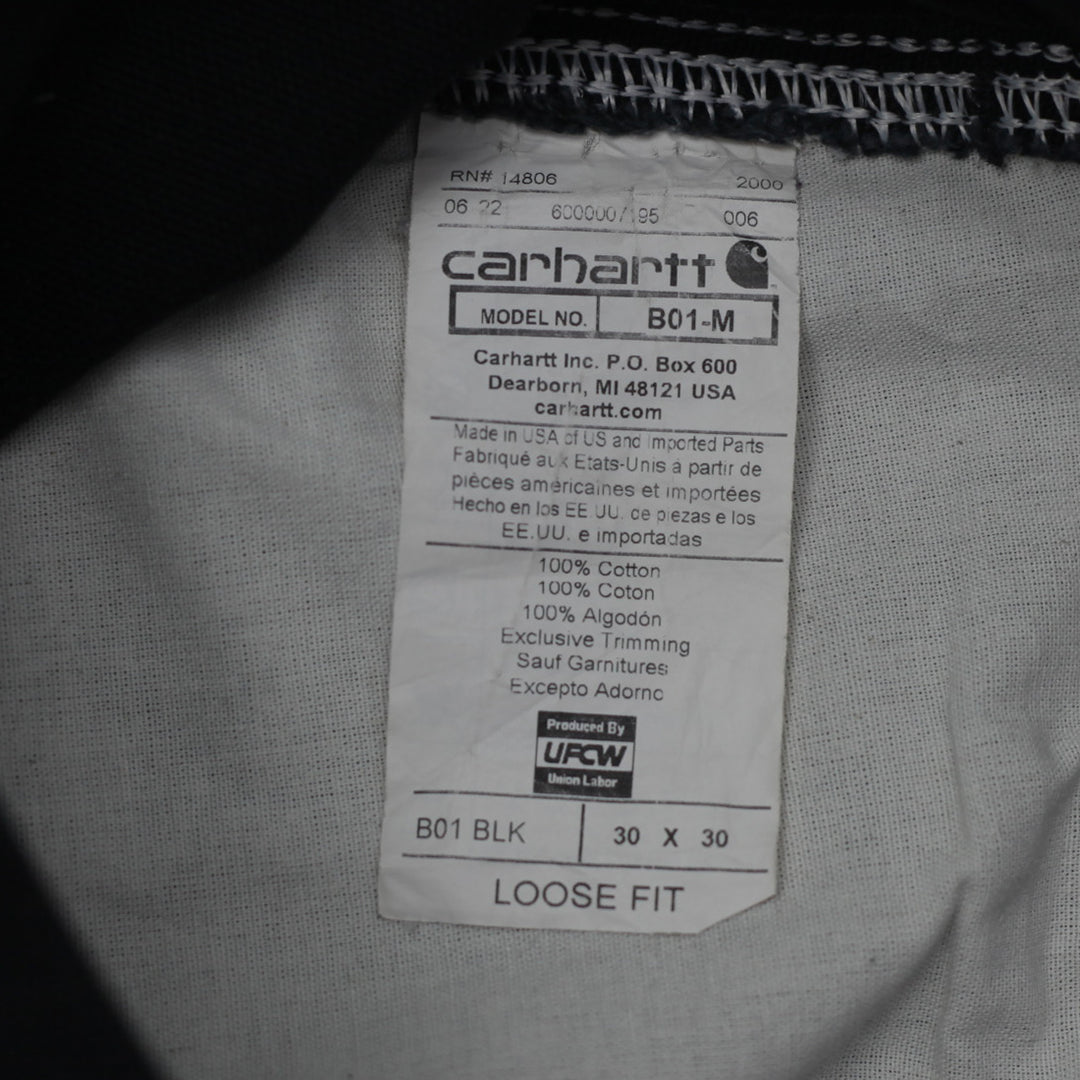 RN# 14806 2000
06 22 6000007195 006
carhartt
MODEL NO. B01-M
Carhartt Inc. P.O. Box 600
Dearborn, MI 48121 USA
carhartt.com
Made in USA of US and Imported Parts
Fabriqué aux Etats-Unis à partir de
pièces américaines et importées
Hecho en los EE.UU. de piezas e los
EE.UU. e importadas
100% Cotton
100% Coton
100% Algodón
Exclusive Trimming
Sauf Garnitures
Excepto Adorno
Produced By
UFCW
Union Labor
B01 BLK 30 X 30
LOOSE FIT